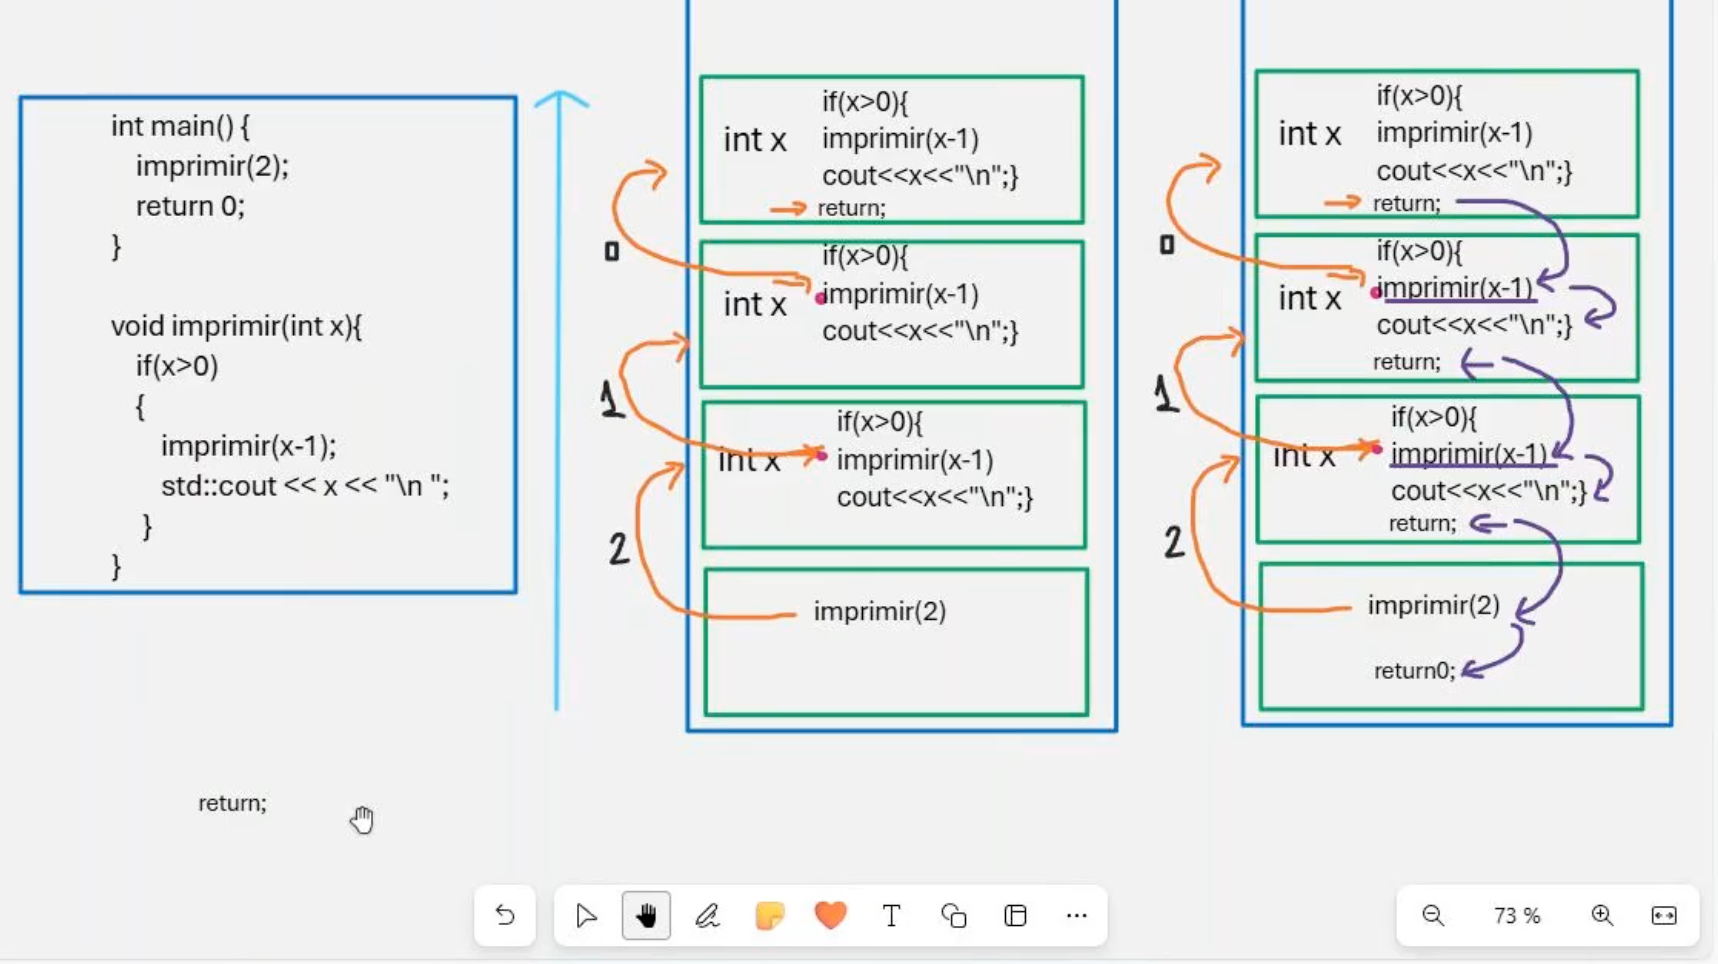 int main() {
imprimir(2);
return 0;
}
void imprimir(int x){
if(x>0)
{
imprimir(x-1);
std::cout << x << "\n ";
}
}
return;
if(x>0){
int x imprimir(x-1)
cout<<x<<"\n";}
return;
0
if(x>0){
int x imprimir(x-1)
cout<<x<<"\n";}
1
if(x>0){
int x imprimir(x-1)
cout<<x<<"\n";}
2
imprimir(2)
if(x>0){
int x imprimir(x-1)
cout<<x<<"\n";}
return;
0
if(x>0){
int x imprimir(x-1)
cout<<x<<"\n";}
return;
1
if(x>0){
int x imprimir(x-1)
cout<<x<<"\n";}
return;
2
imprimir(2)
return0;
T
73 %